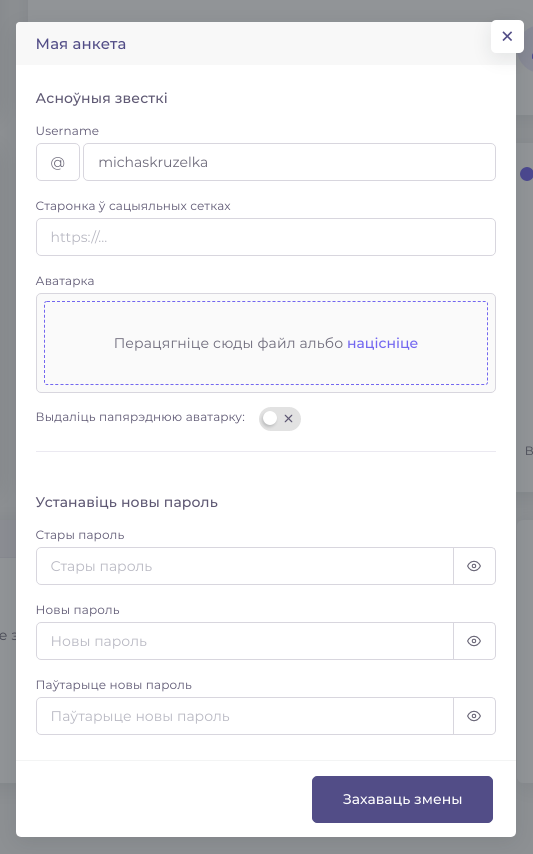 Мая анкета
Асноўныя звесткі
Username
@ michaskruzelka
Старонка ў сацыяльных сетках
https://...
Аватарка
Перацягніце сюды файл альбо націсніце
Выдаліць папярэднюю аватарку:
Устанавіць новы пароль
Стары пароль
Стары пароль
Новы пароль
Новы пароль
Паўтарыце новы пароль
Паўтарыце новы пароль
Захаваць змены